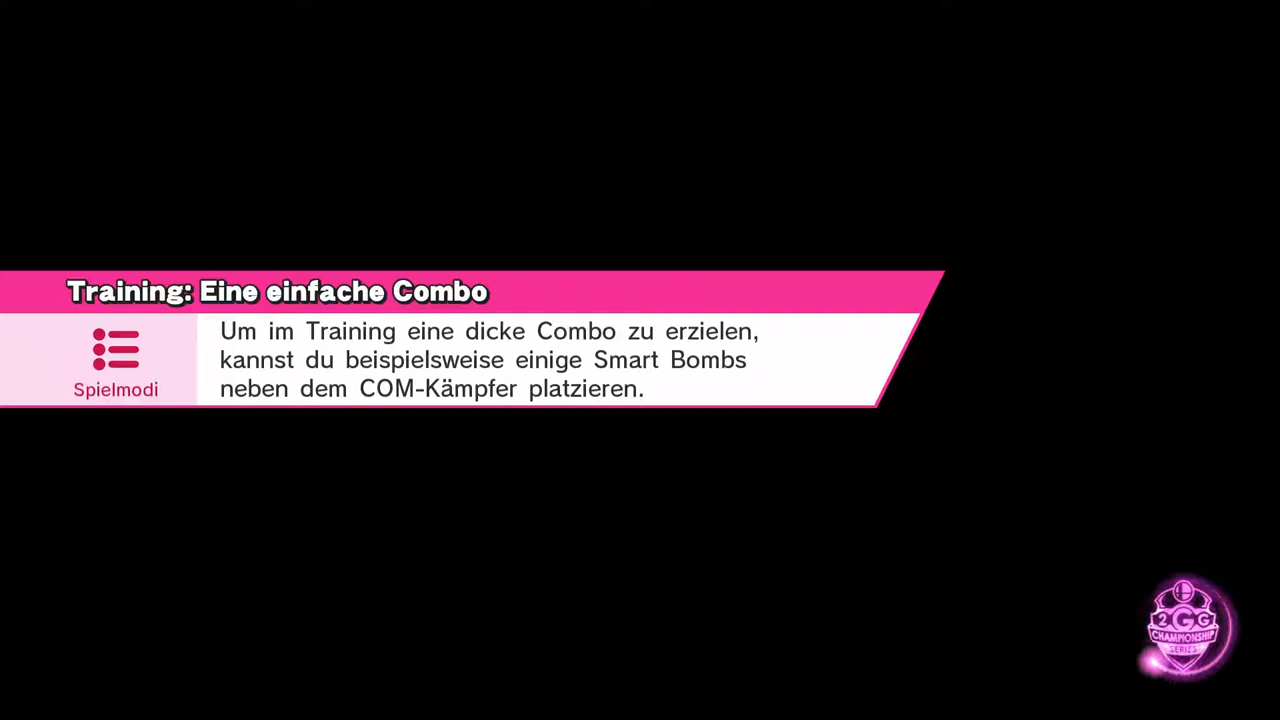 Training: Eine einfache Combo
Um im Training eine dicke Combo zu erzielen,
kannst du beispielsweise einige Smart Bombs
neben dem COM-Kämpfer platzieren.
Spielmodi
2GG
CHAMPIONSHIP
SERIES